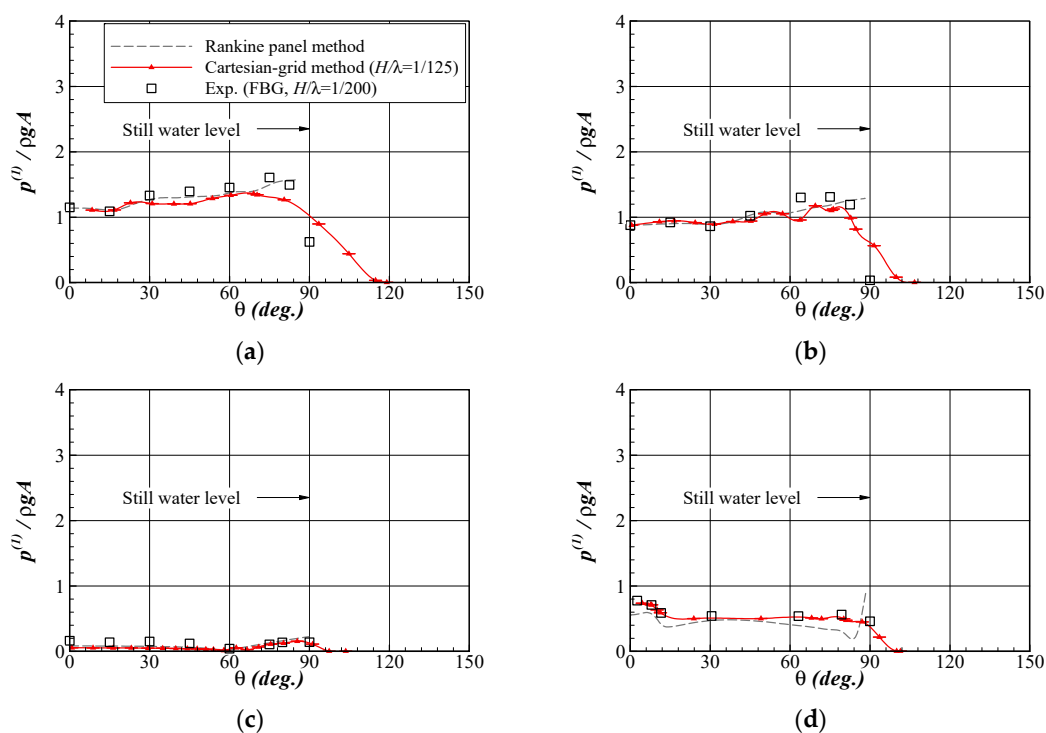 4
3
2
1
0
p(1) / ρgA
Rankine panel method
Cartesian-grid method (H/λ=1/125)
Exp. (FBG, H/λ=1/200)
Still water level
0 30 60 90 120 150
θ (deg.)
(a)
4
3
2
1
0
p(1) / ρgA
Still water level
0 30 60 90 120 150
θ (deg.)
(b)
4
3
2
1
0
p(1) / ρgA
Still water level
0 30 60 90 120 150
θ (deg.)
(c)
4
3
2
1
0
p(1) / ρgA
Still water level
0 30 60 90 120 150
θ (deg.)
(d)